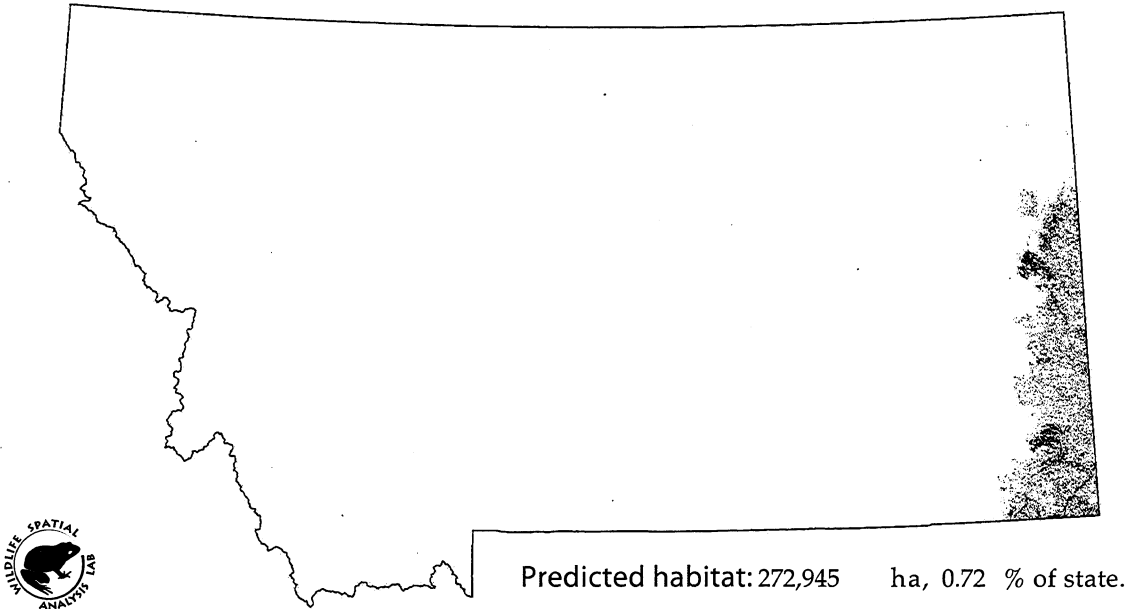 WILDLIFE SPATIAL ANALYSIS LAB
Predicted habitat: 272,945 ha, 0.72 % of state.